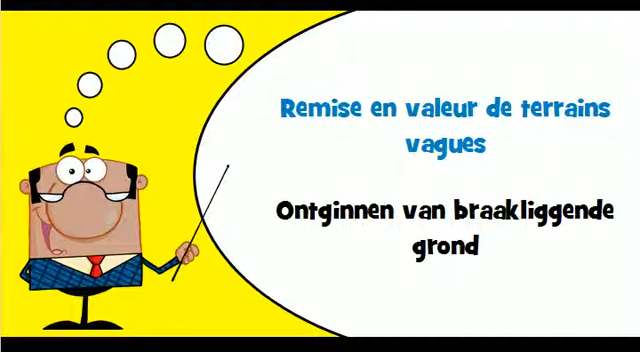 Remise en valeur de terrains
vagues
Ontginnen van braakliggende
grond